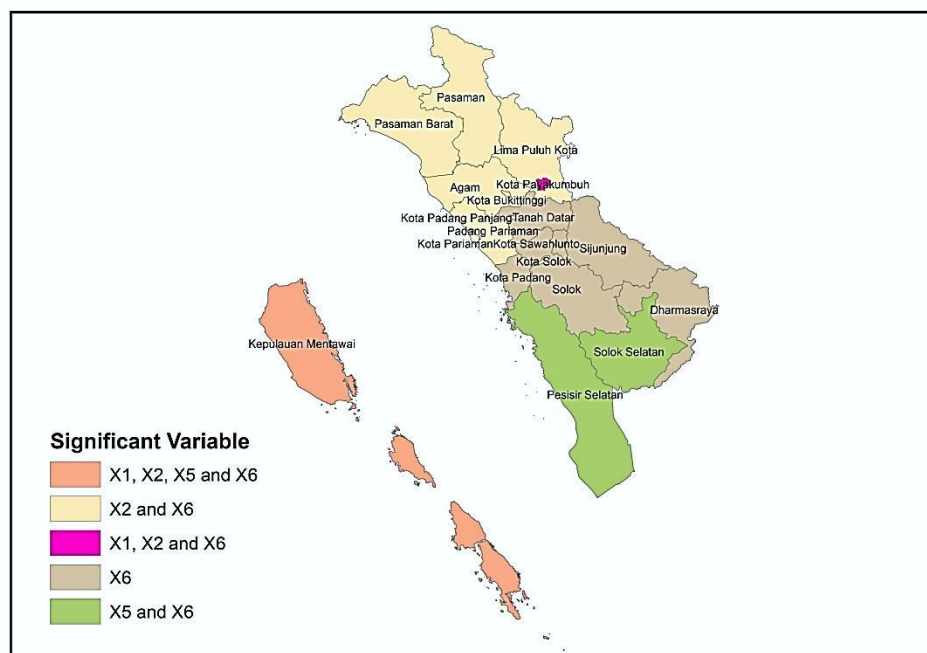 Pasaman
Pasaman Barat
Lima Puluh Kota
Kota Payakumbuh
Agam
Kota Bukittinggi
Kota Padang Panjang
Tanah Datar
Padang Pariaman
Kota Pariaman
Kota Sawahlunto
Sijunjung
Kota Solok
Kota Padang
Solok
Dharmasraya
Kepulauan Mentawai
Solok Selatan
Pesisir Selatan
Significant Variable
X1, X2, X5 and X6
X2 and X6
X1, X2 and X6
X6
X5 and X6